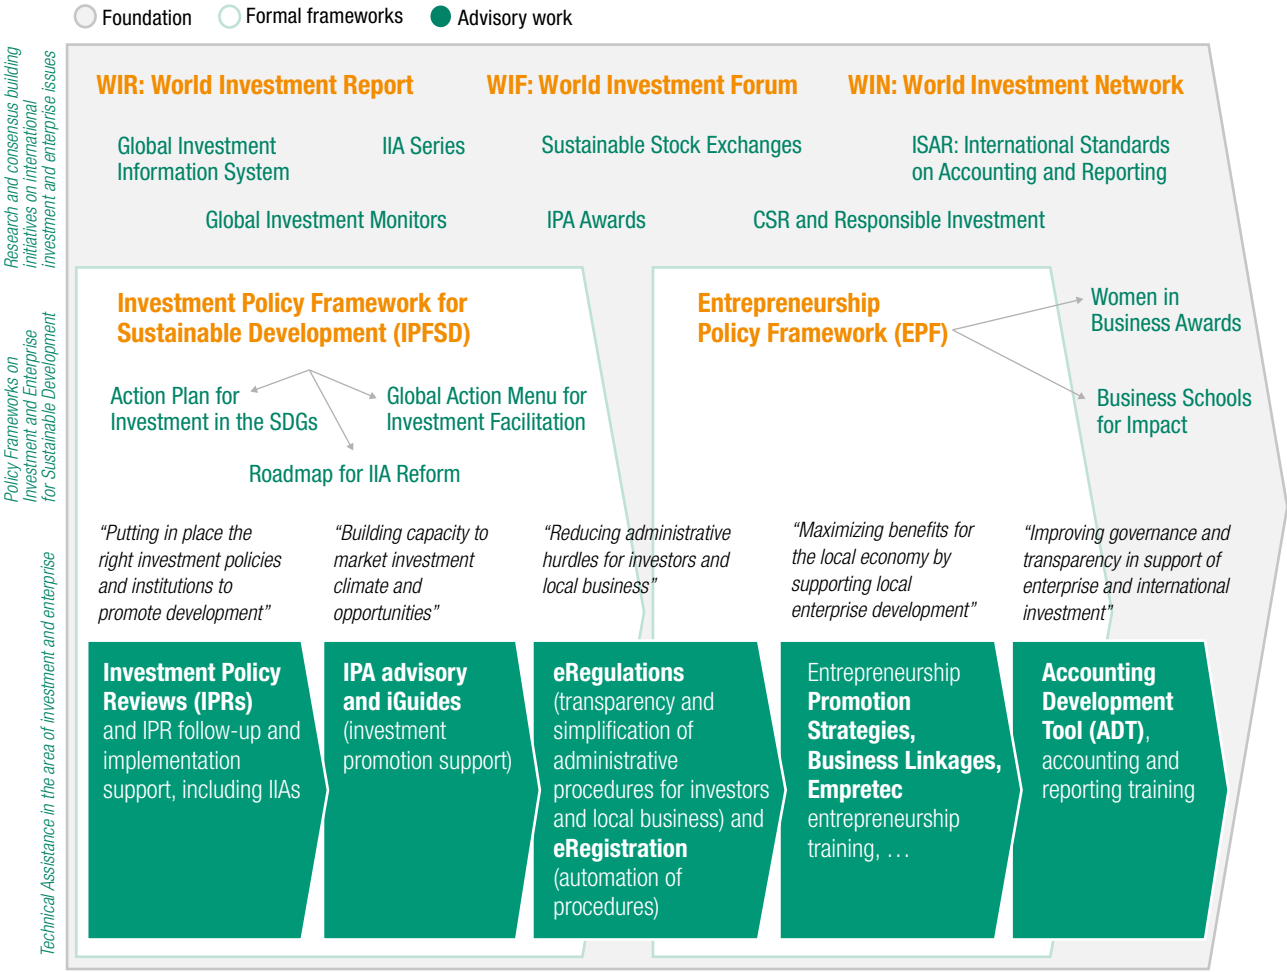 Foundation
Formal frameworks
Advisory work
Research and consensus building
initiatives on international
investment and enterprise issues
WIR: World Investment Report
WIF: World Investment Forum
WIN: World Investment Network
Global Investment
Information System
IIA Series
Sustainable Stock Exchanges
ISAR: International Standards
on Accounting and Reporting
Global Investment Monitors
IPA Awards
CSR and Responsible Investment
Policy Frameworks on
Investment and Enterprise
for Sustainable Development
Investment Policy Framework for
Sustainable Development (IPFSD)
Action Plan for
Investment in the SDGs
Global Action Menu for
Investment Facilitation
Roadmap for IIA Reform
Entrepreneurship
Policy Framework (EPF)
Women in
Business Awards
Business Schools
for Impact
Technical Assistance in the area of investment and enterprise
“Putting in place the
right investment policies
and institutions to
promote development”
“Building capacity to
market investment
climate and
opportunities”
“Reducing administrative
hurdles for investors and
local business”
“Maximizing benefits for
the local economy by
supporting local
enterprise development”
“Improving governance and
transparency in support of
enterprise and international
investment”
Investment Policy
Reviews (IPRs)
and IPR follow-up and
implementation
support, including IIAs
IPA advisory
and iGuides
(investment
promotion support)
eRegulations
(transparency and
simplification of
administrative
procedures for investors
and local business) and
eRegistration
(automation of
procedures)
Entrepreneurship
Promotion
Strategies,
Business Linkages,
Empretec
entrepreneurship
training, …
Accounting
Development
Tool (ADT),
accounting and
reporting training